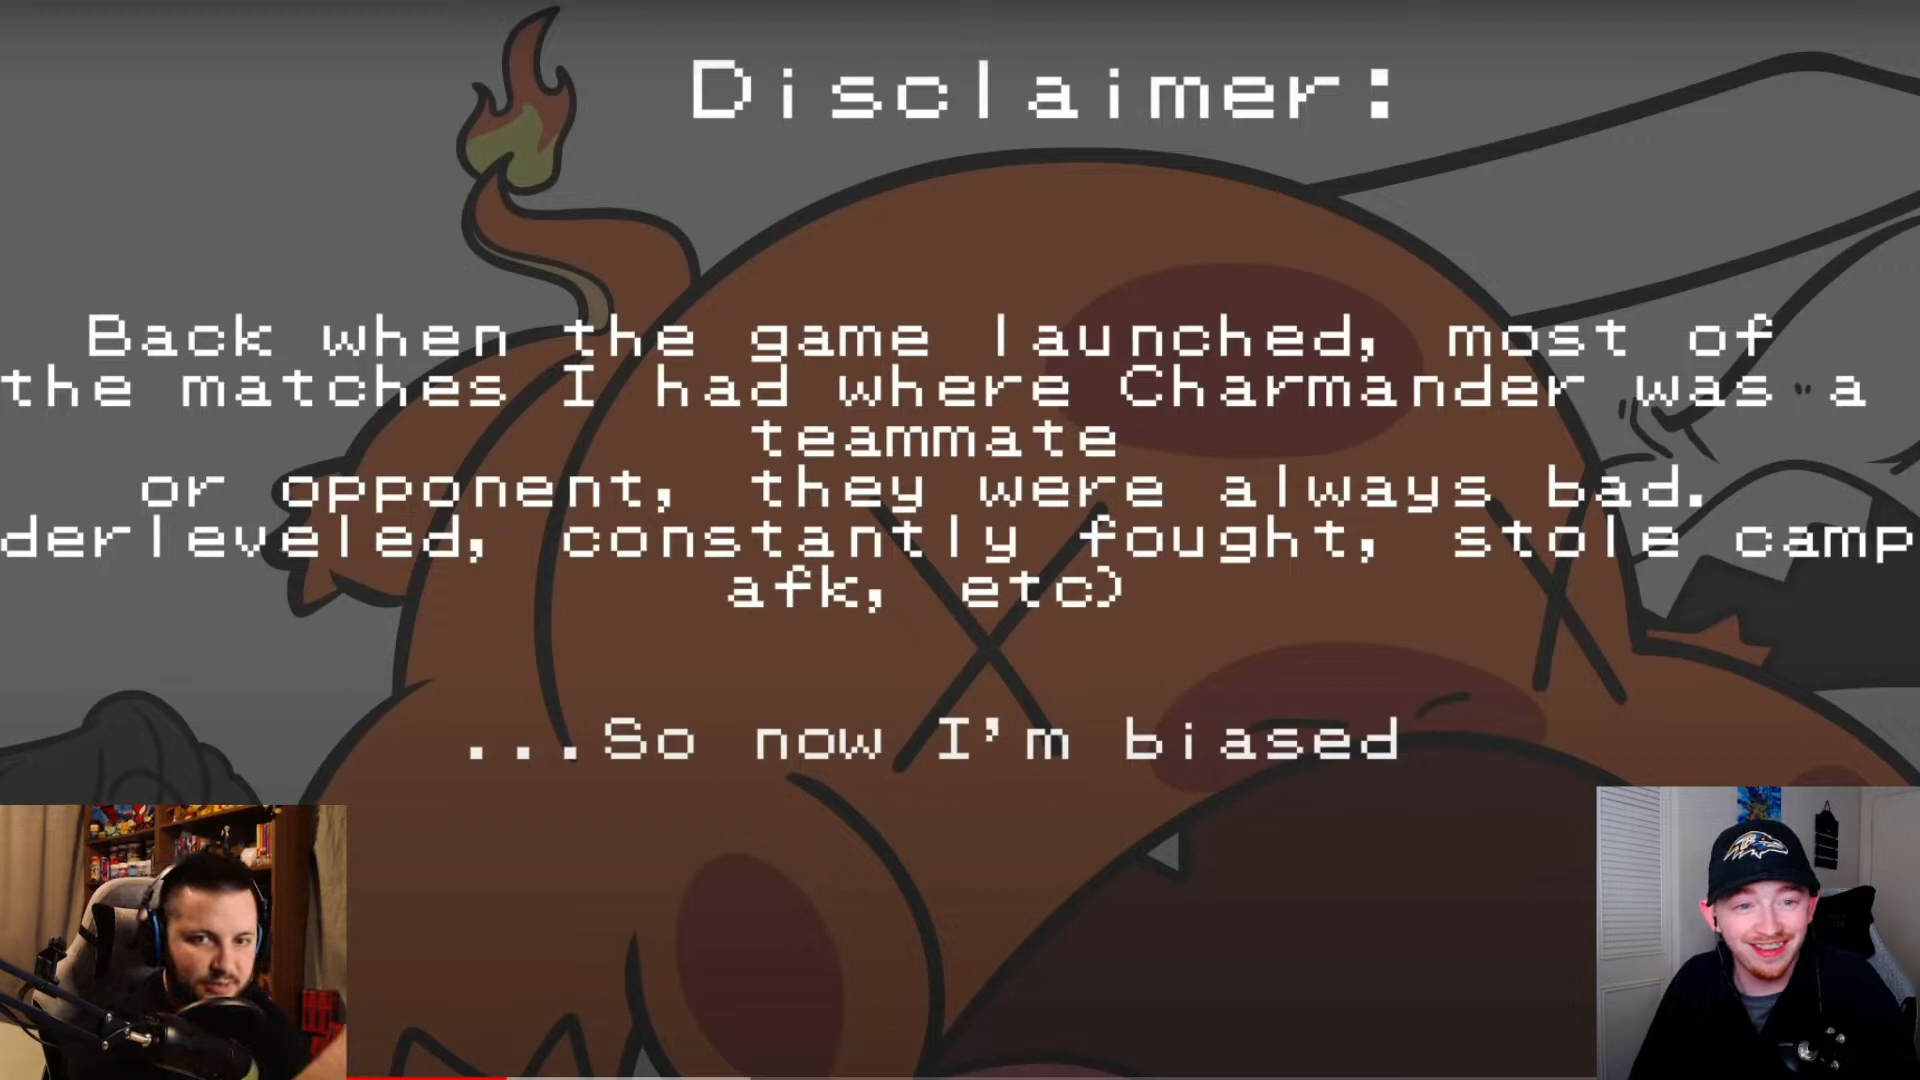 Disclaimer:
Back when the game launched, most of
the matches I had where Charmander was a
teammate
or opponent, they were always bad.
derleveled, constantly fought, stole camp
afk, etc)
...So now I'm biased